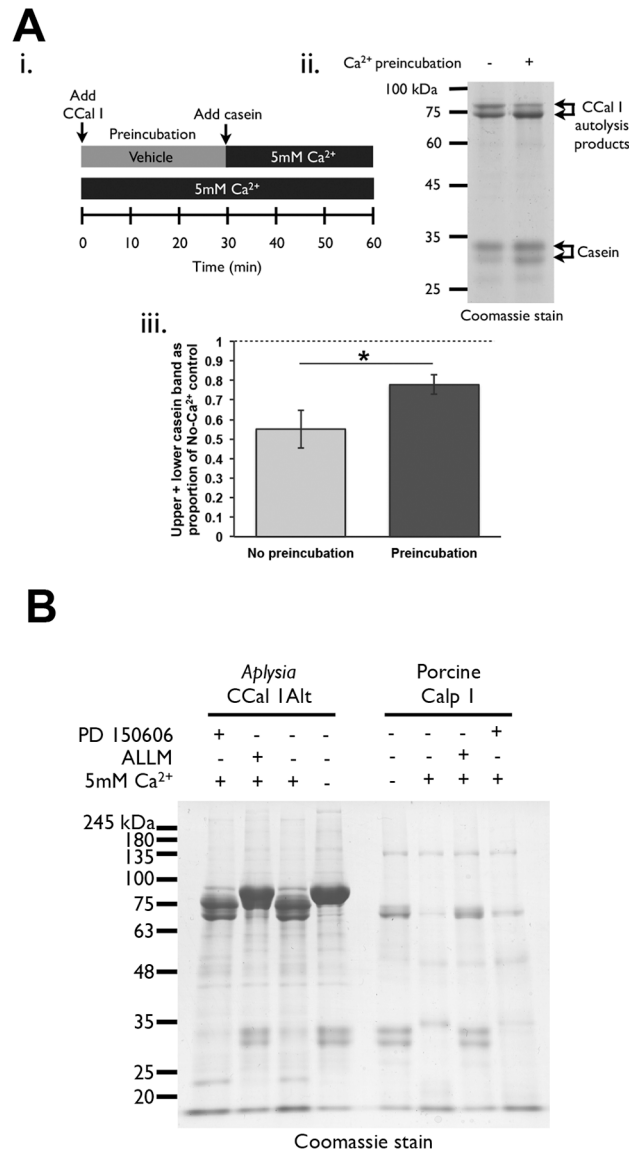 A
i.
Add
CCal I
Add casein
Preincubation
Vehicle
5mM Ca²⁺
5mM Ca²⁺
0 10 20 30 40 50 60
Time (min)
ii.
Ca²⁺ preincubation - +
100 kDa
75
60
45
35
25
CCal I
autolysis
products
Casein
Coomassie stain
iii.
Upper + lower casein band as
proportion of No-Ca²⁺ control
1
0.9
0.8
0.7
0.6
0.5
0.4
0.3
0.2
0.1
0
*
No preincubation Preincubation
B
Aplysia
CCal 1Alt
Porcine
Calp I
PD 150606 + - - - - - - +
ALLM - + - - - - + -
5mM Ca²⁺ + + + - - + + +
245 kDa
180
135
100
75
63
48
35
25
20
Coomassie stain